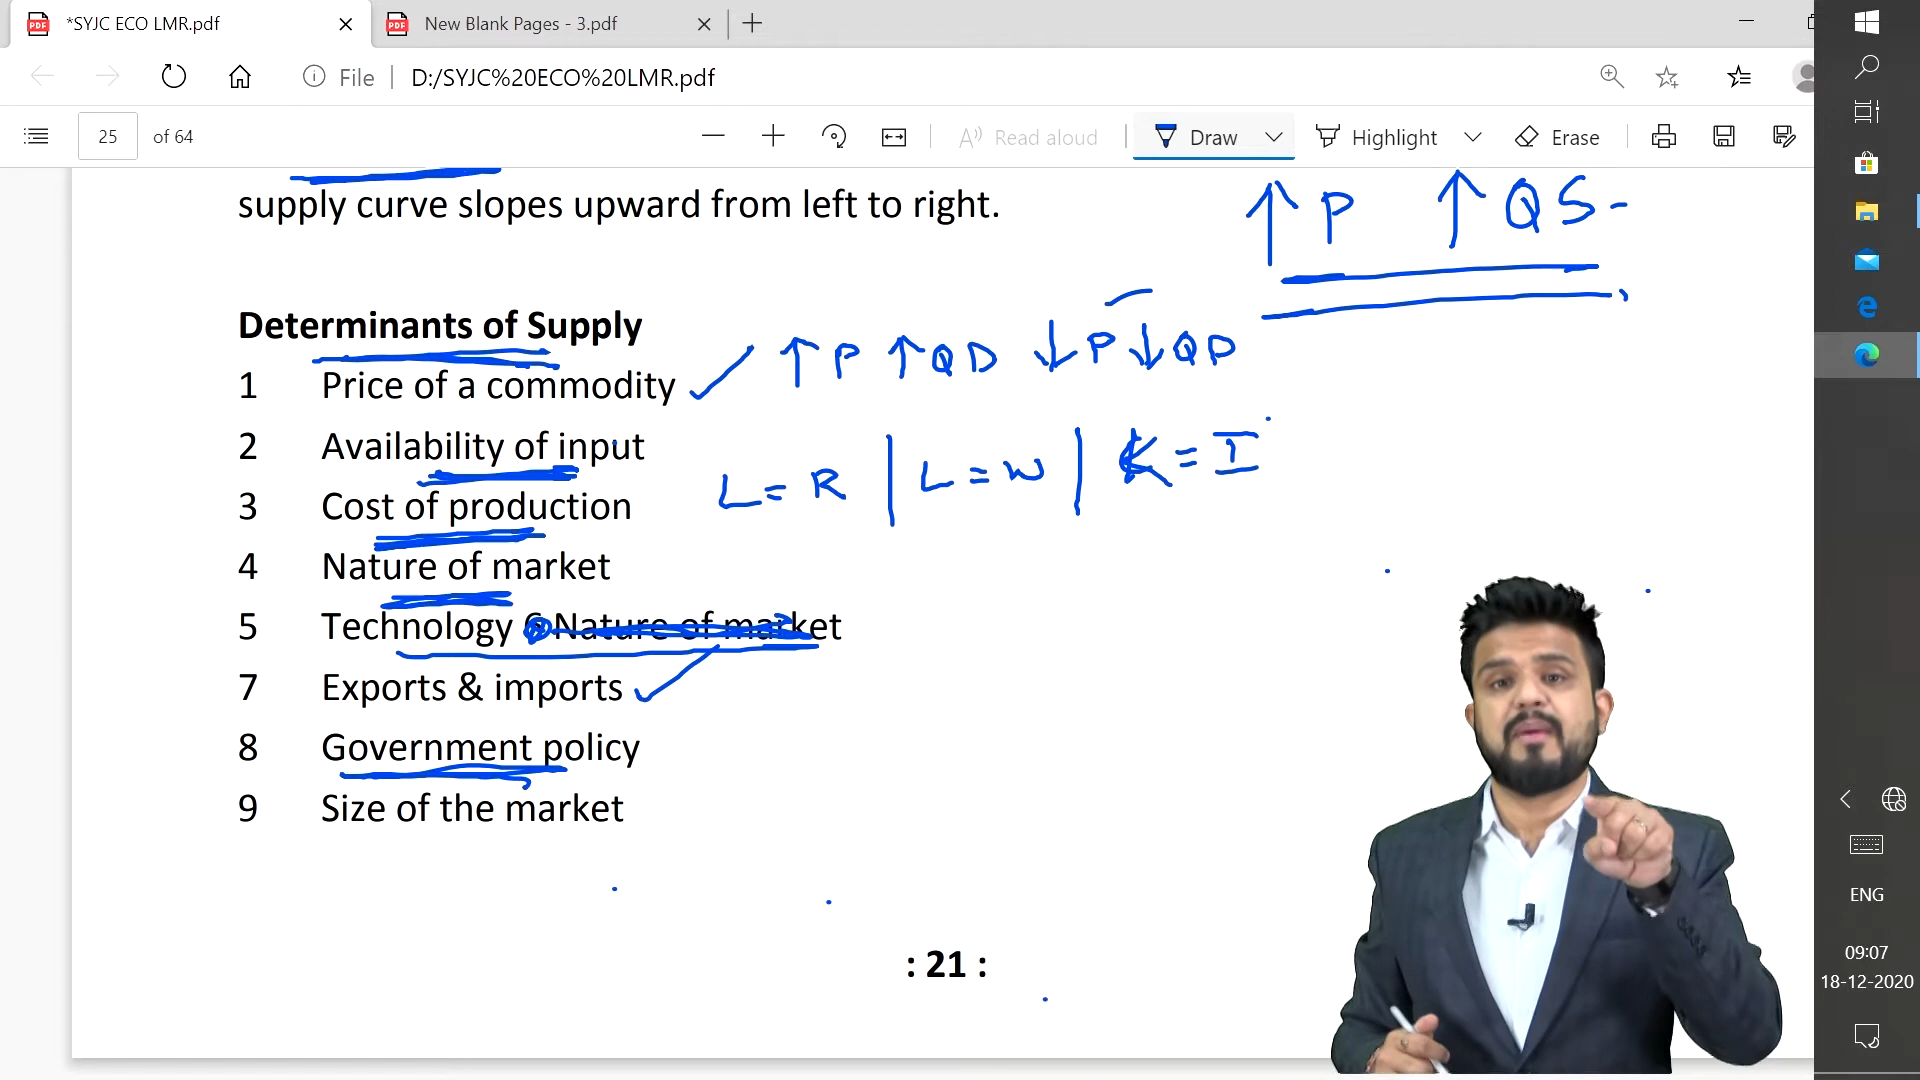 *SYJC ECO LMR.pdf
New Blank Pages - 3.pdf
File
D:/SYJC%20ECO%20LMR.pdf
25 of 64
Read aloud
Draw
Highlight
Erase
supply curve slopes upward from left to right.
↑ P ↑ QS
Determinants of Supply
1 Price of a commodity
↑ P ↑ QD ↓ P ↓ QD
2 Availability of input
L = R | L = W | K = I
3 Cost of production
4 Nature of market
5 Technology Nature of market
7 Exports & imports
8 Government policy
9 Size of the market
: 21 :
ENG
09:07
18-12-2020